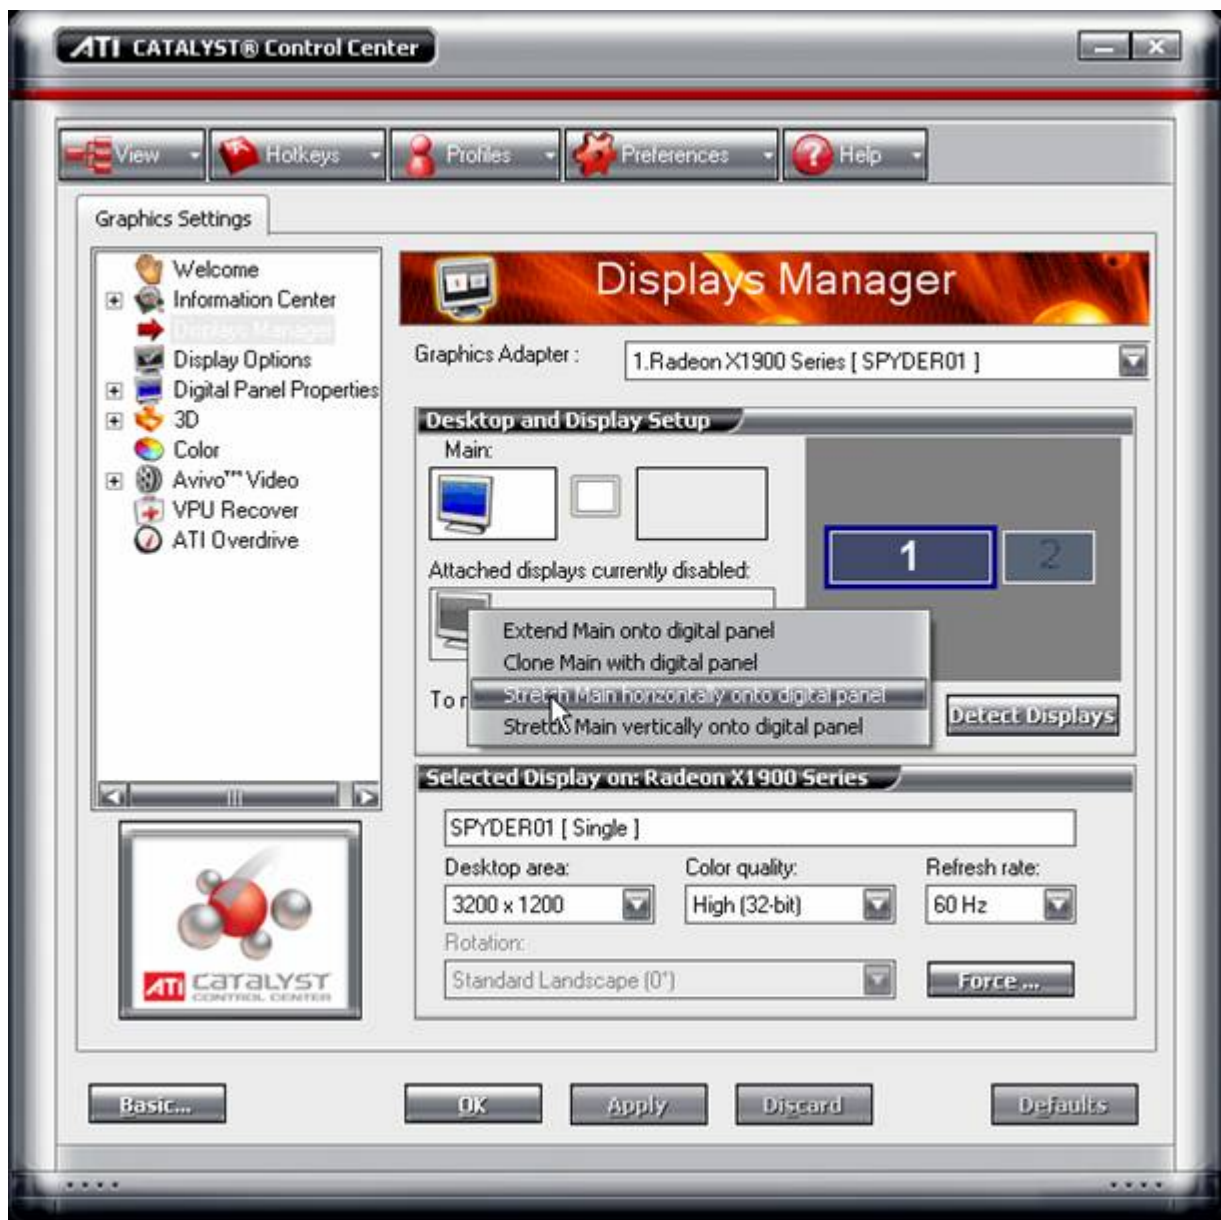 ATI CATALYST® Control Center
View
Hotkeys
Profiles
Preferences
Help
Graphics Settings
Welcome
Information Center
Displays Manager
Display Options
Digital Panel Properties
3D
Color
Avivo™ Video
VPU Recover
ATI Overdrive
ATI CATALYST
CONTROL CENTER
Displays Manager
Graphics Adapter :
1.Radeon X1900 Series [ SPYDER01 ]
Desktop and Display Setup
Main:
1
2
Attached displays currently disabled:
Extend Main onto digital panel
Clone Main with digital panel
Stretch Main horizontally onto digital panel
Stretch Main vertically onto digital panel
To
Detect Displays
Selected Display on: Radeon X1900 Series
SPYDER01 [ Single ]
Desktop area:
Color quality:
Refresh rate:
3200 x 1200
High (32-bit)
60 Hz
Rotation:
Standard Landscape (0°)
Force ...
Basic...
OK
Apply
Discard
Defaults